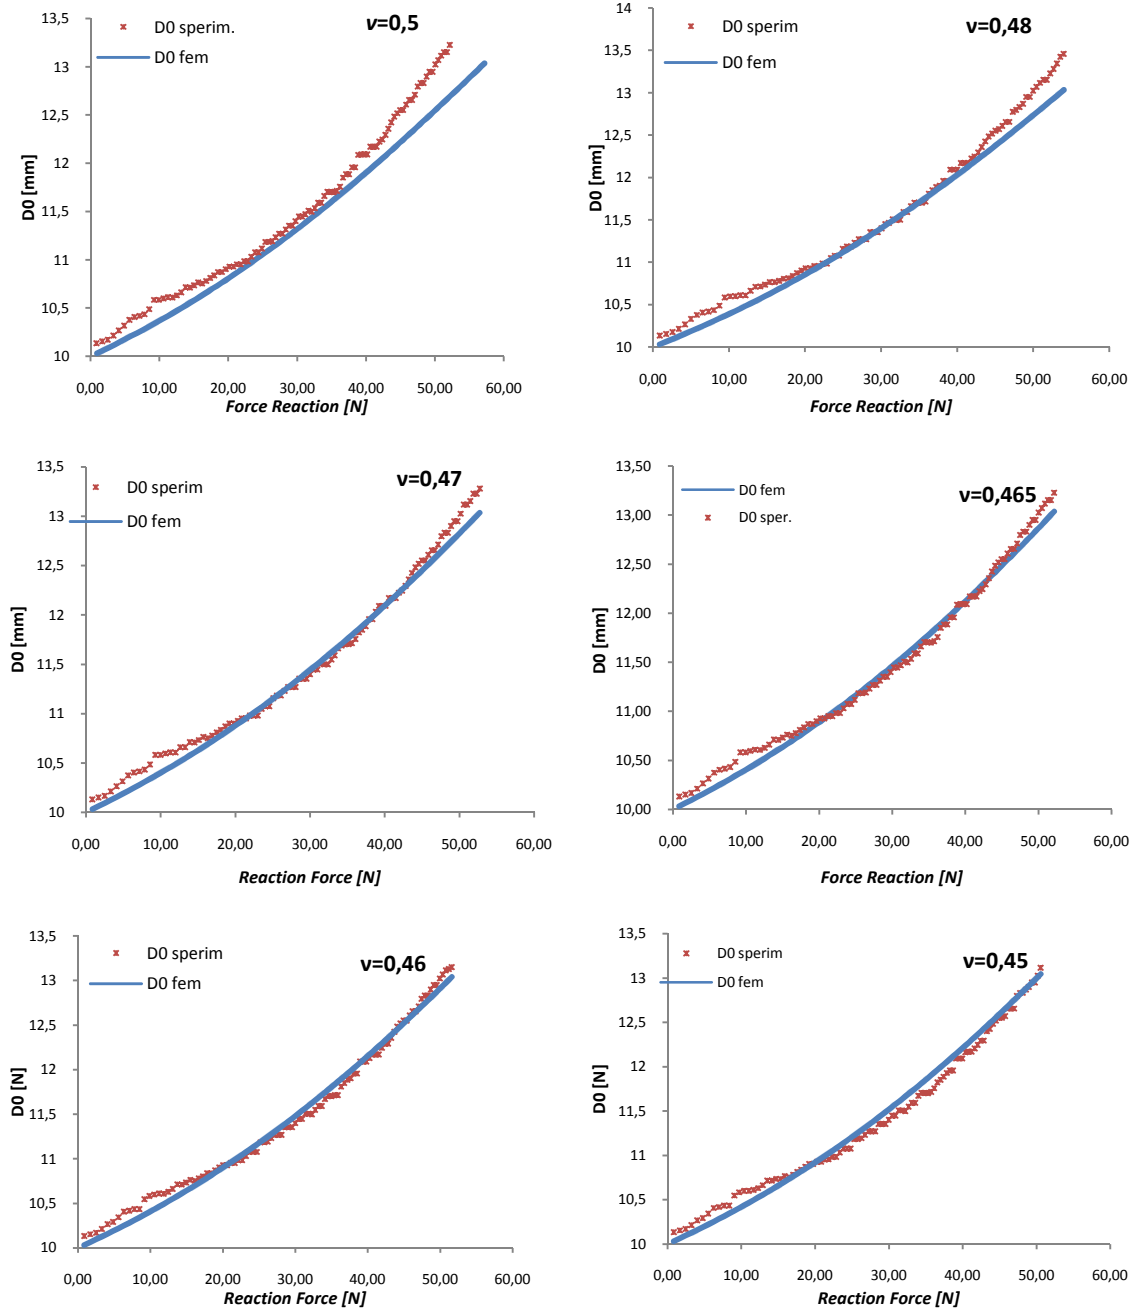 ν=0,5
D0 sperim.
D0 fem
13,5
13
12,5
12
11,5
11
10,5
10
D0 [mm]
0,00 10,00 20,00 30,00 40,00 50,00 60,00
Force Reaction [N]
ν=0,48
D0 sperim
D0 fem
14
13,5
13
12,5
12
11,5
11
10,5
10
D0 [mm]
0,00 10,00 20,00 30,00 40,00 50,00 60,00
Force Reaction [N]
ν=0,47
D0 sperim
D0 fem
13,5
13
12,5
12
11,5
11
10,5
10
D0 [mm]
0,00 10,00 20,00 30,00 40,00 50,00 60,00
Reaction Force [N]
ν=0,465
D0 fem
D0 sper.
13,50
13,00
12,50
12,00
11,50
11,00
10,50
10,00
D0 [mm]
0,00 10,00 20,00 30,00 40,00 50,00 60,00
Force Reaction [N]
ν=0,46
D0 sperim
D0 fem
13,5
13
12,5
12
11,5
11
10,5
10
D0 [N]
0,00 10,00 20,00 30,00 40,00 50,00 60,00
Reaction Force [N]
ν=0,45
D0 sperim
D0 fem
13,5
13
12,5
12
11,5
11
10,5
10
D0 [N]
0,00 10,00 20,00 30,00 40,00 50,00 60,00
Reaction Force [N]